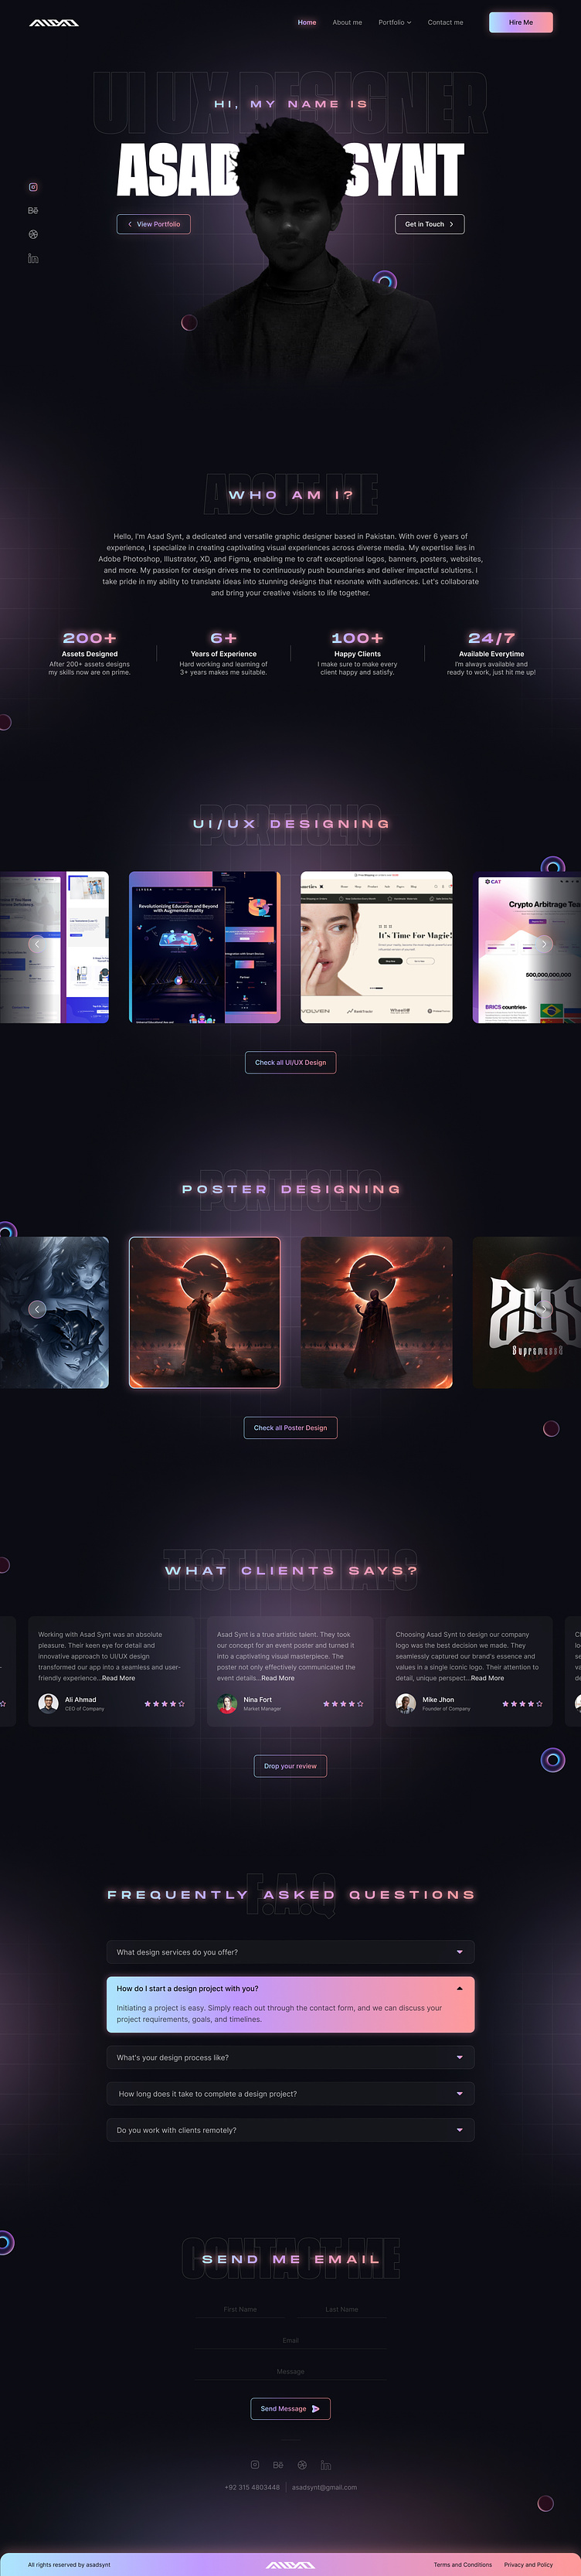 Home
About me
Portfolio
Contact me
Hire Me
UI UX DESIGNER
HI, MY NAME IS
ASAD SYNT
View Portfolio
Get in Touch
ABOUT ME
WHO AM I?
Hello, I'm Asad Synt, a dedicated and versatile graphic designer based in Pakistan. With over 6 years of
experience, I specialize in creating captivating visual experiences across diverse media. My expertise lies in
Adobe Photoshop, Illustrator, XD, and Figma, enabling me to craft exceptional logos, banners, posters, websites,
and more. My passion for design drives me to continuously push boundaries and deliver impactful solutions. I
take pride in my ability to translate ideas into stunning designs that resonate with audiences. Let's collaborate
and bring your creative visions to life together.
200+
Assets Designed
After 200+ assets designs
my skills now are on prime.
6+
Years of Experience
Hard working and learning of
3+ years makes me suitable.
100+
Happy Clients
I make sure to make every
client happy and satisfy.
24/7
Available Everytime
I'm always available and
ready to work, just hit me up!
PORTFOLIO
UI/UX DESIGNING
Revolutionizing Education and Beyond
with Augmented Reality
It's Time For Magic!
CAT
Crypto Arbitrage Tea
500,000,000,000
BRICS countries-
Check all UI/UX Design
PORTFOLIO
POSTER DESIGNING
Supremass
Check all Poster Design
TESTIMONIALS
WHAT CLIENTS SAYS?
Working with Asad Synt was an absolute
pleasure. Their keen eye for detail and
innovative approach to UI/UX design
transformed our app into a seamless and user-
friendly experience...Read More
Ali Ahmad
CEO of Company
Asad Synt is a true artistic talent. They took
our concept for an event poster and turned it
into a captivating visual masterpiece. The
poster not only effectively communicated the
event details...Read More
Nina Fort
Market Manager
Choosing Asad Synt to design our company
logo was the best decision we made. They
seamlessly captured our brand's essence and
values in a single iconic logo. Their attention to
detail, unique perspect...Read More
Mike Jhon
Founder of Company
Drop your review
F.A.Q
FREQUENTLY ASKED QUESTIONS
What design services do you offer?
How do I start a design project with you?
Initiating a project is easy. Simply reach out through the contact form, and we can discuss your
project requirements, goals, and timelines.
What's your design process like?
How long does it take to complete a design project?
Do you work with clients remotely?
CONTACT ME
SEND ME EMAIL
First Name
Last Name
Email
Message
Send Message
+92 315 4803448
asadsynt@gmail.com
All rights reserved by asadsynt
Terms and Conditions
Privacy and Policy